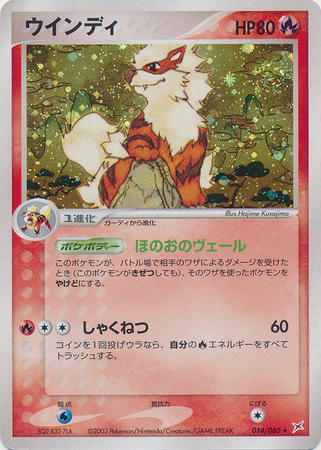 ウインディ HP80
Illus.Hajime Kusajima
1進化 ガーディから進化
ポケボディー ほのおのヴェール
このポケモンが、バトル場で相手のワザによるダメージを受けた
とき(このポケモンがきぜつしても)、そのワザを使ったポケモンを
やけどにする。
しゃくねつ 60
コインを1回投げウラなら、自分の エネルギーをすべて
トラッシュする。
弱点 抵抗力 にげる
8Q2-432-7LA ©2003 Pokémon/Nintendo/Creatures/GAME FREAK 014/080